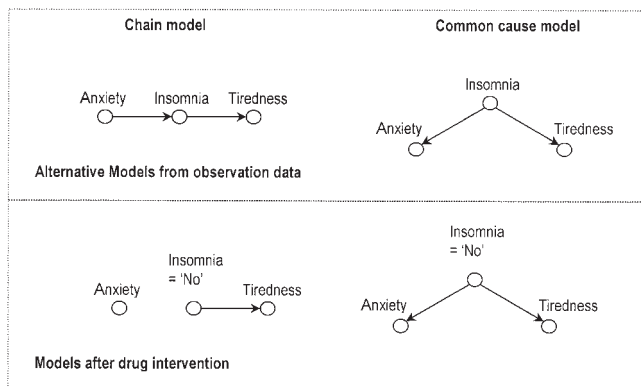 Chain model
Common cause model
Anxiety Insomnia Tiredness
Insomnia
Anxiety
Tiredness
Alternative Models from observation data
Insomnia
= 'No'
Anxiety
Tiredness
Insomnia
= 'No'
Anxiety
Tiredness
Models after drug intervention